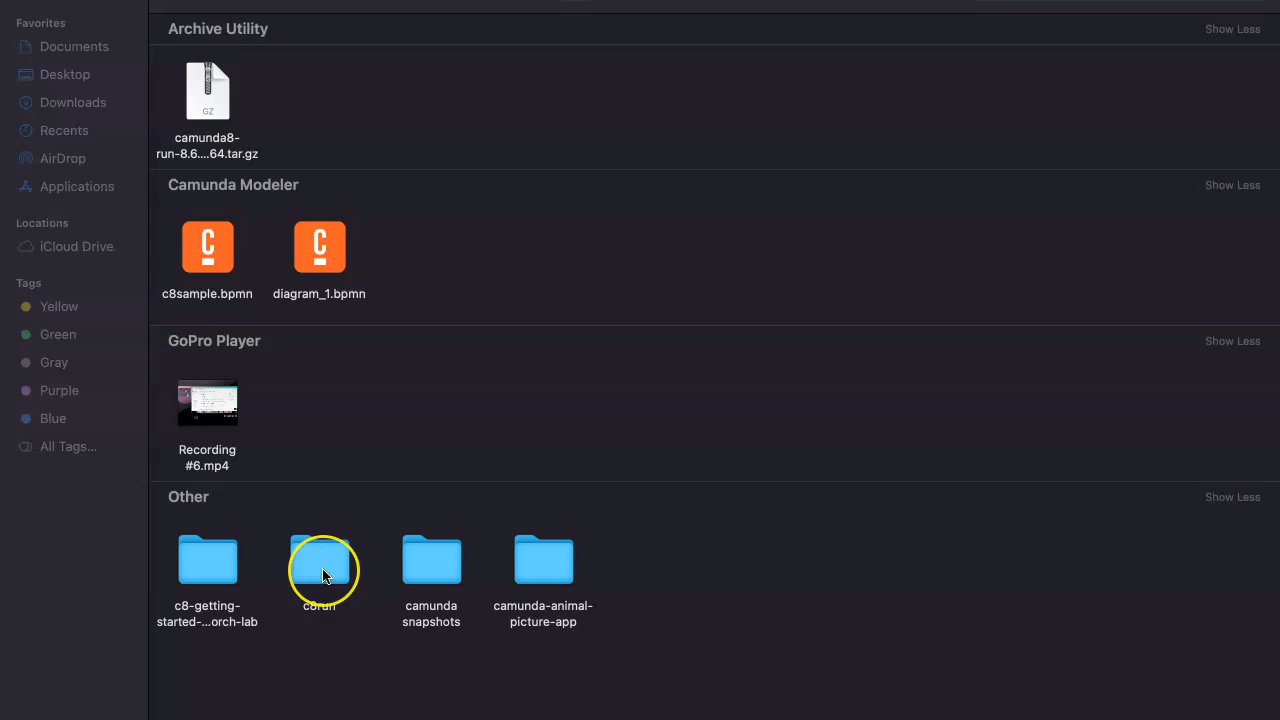 Favorites
Documents
Desktop
Downloads
Recents
AirDrop
Applications
Locations
iCloud Drive
Tags
Yellow
Green
Gray
Purple
Blue
All Tags...
Archive Utility
Show Less
GZ
camunda8-
run-8.6....64.tar.gz
Camunda Modeler
Show Less
C
C
c8sample.bpmn
diagram_1.bpmn
GoPro Player
Show Less
Recording
#6.mp4
Other
Show Less
c8-getting-
started-...orch-lab
c8run
camunda
snapshots
camunda-animal-
picture-app